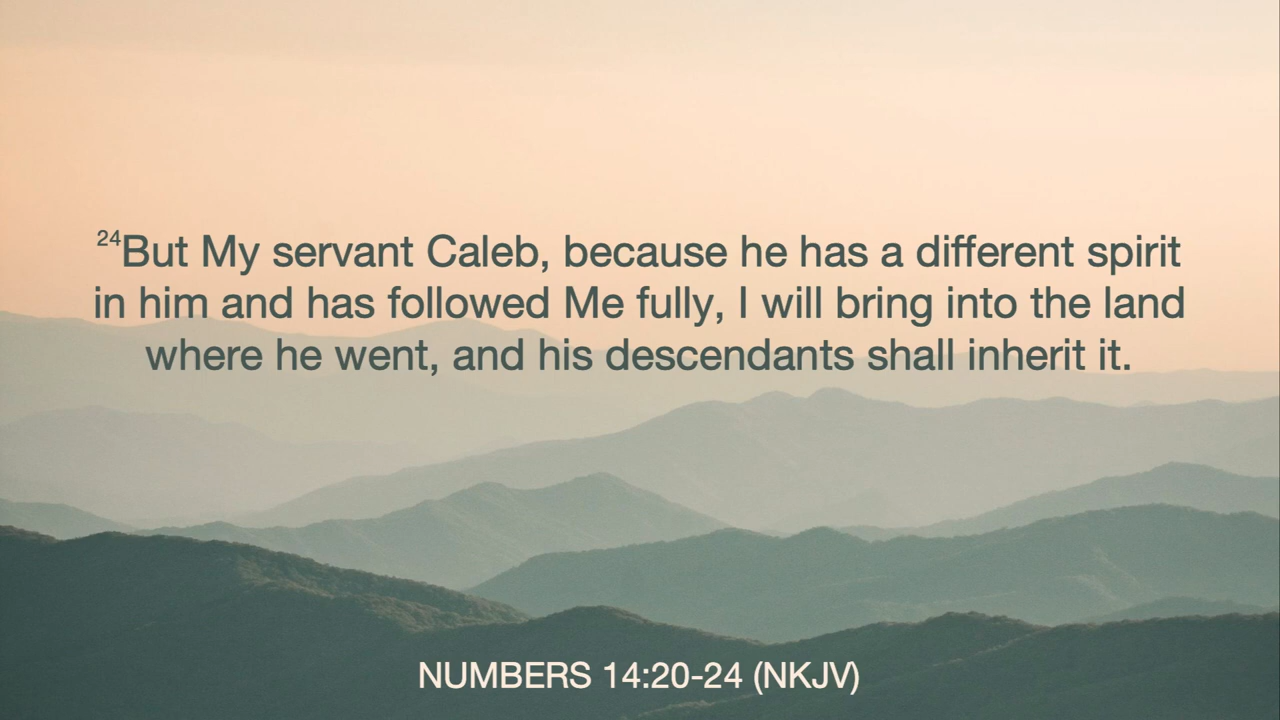 24But My servant Caleb, because he has a different spirit
in him and has followed Me fully, I will bring into the land
where he went, and his descendants shall inherit it.
NUMBERS 14:20-24 (NKJV)